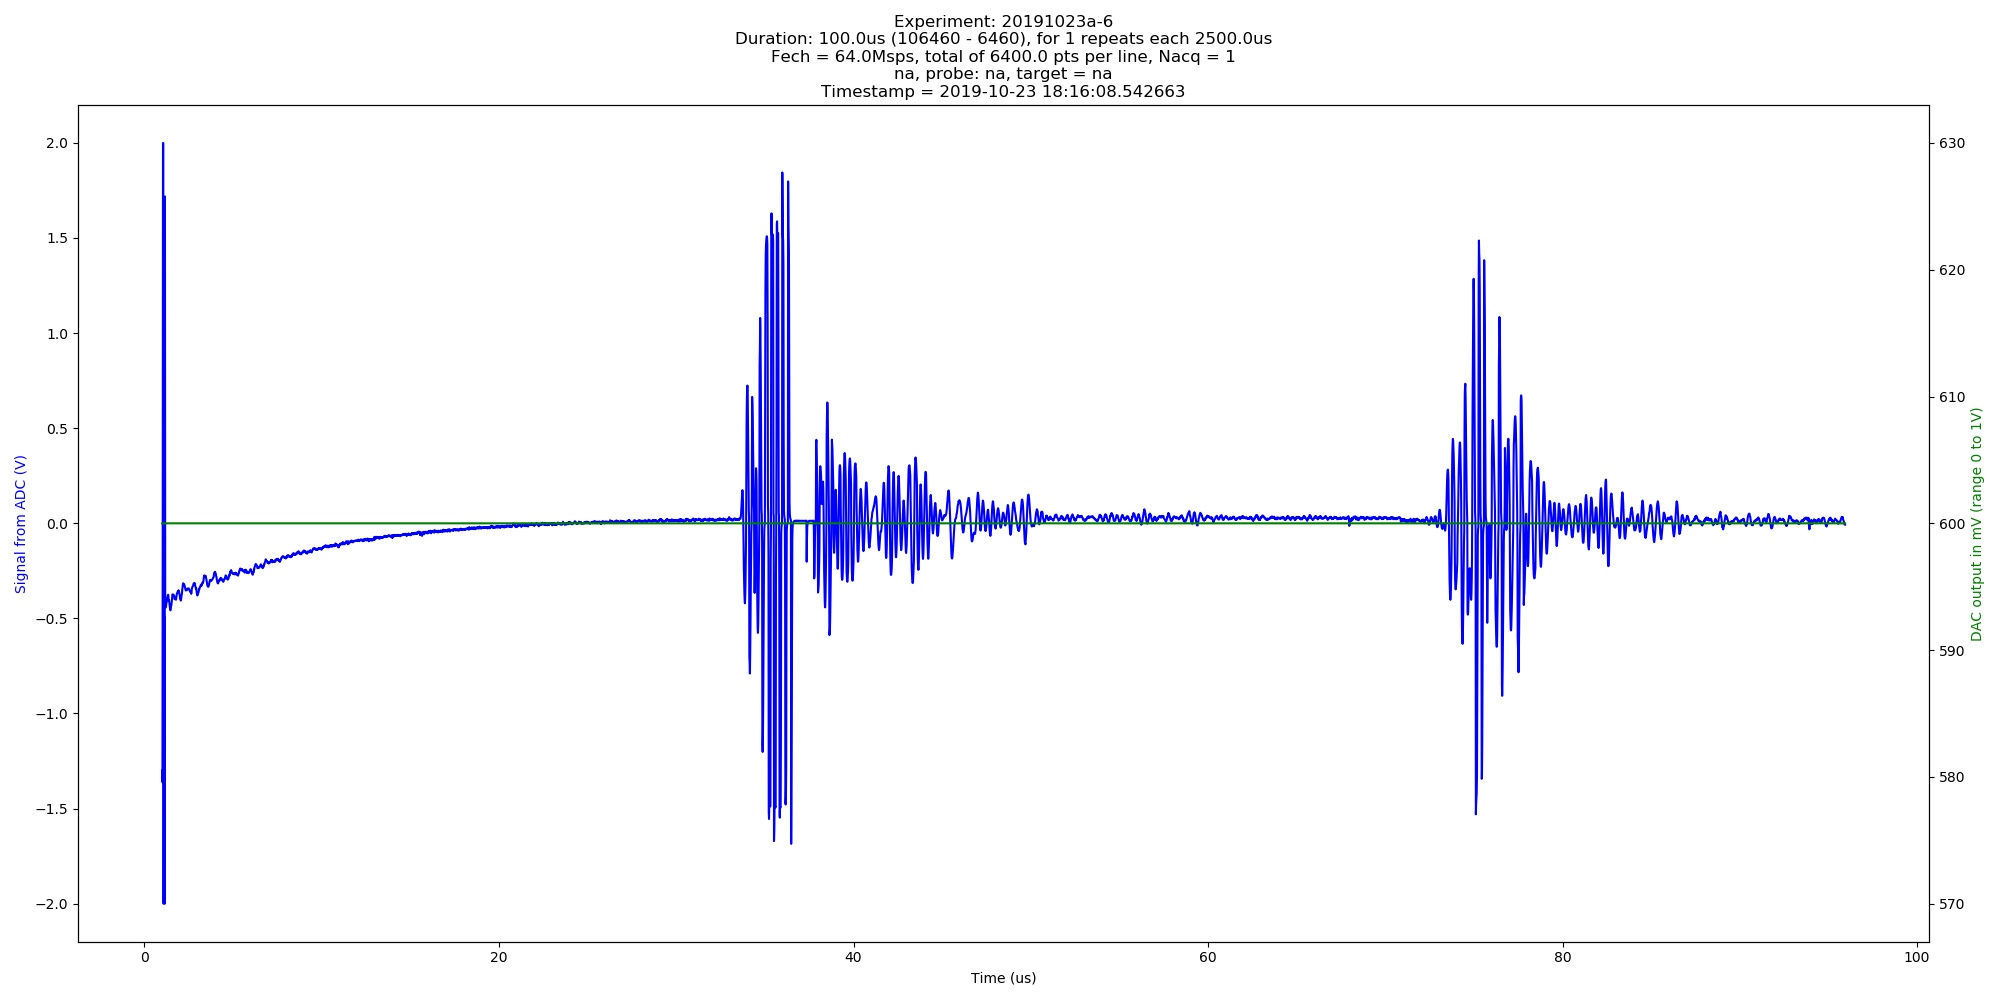 Experiment: 20191023a-6
Duration: 100.0us (106460 - 6460), for 1 repeats each 2500.0us
Fech = 64.0Msps, total of 6400.0 pts per line, Nacq = 1
na, probe: na, target = na
Timestamp = 2019-10-23 18:16:08.542663
Signal from ADC (V)
2.0
1.5
1.0
0.5
0.0
−0.5
−1.0
−1.5
−2.0
630
620
610
600
590
580
570
DAC output in mV (range 0 to 1V)
0
20
40
60
80
100
Time (us)